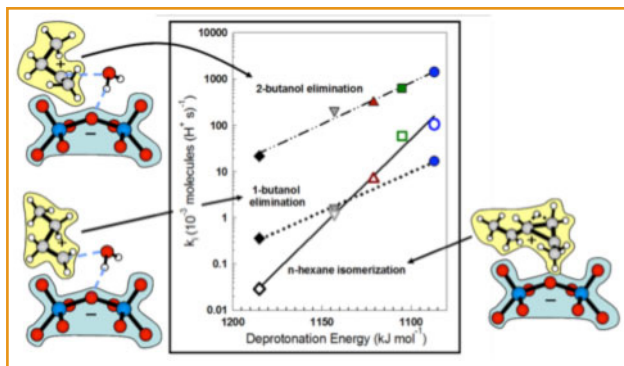 +
−
+
−
k_i (10⁻³ molecules (H⁺ s)⁻¹)
10000
1000
100
10
1
0.1
0.01
2-butanol elimination
1-butanol
elimination
n-hexane isomerization
1200
1150
1100
Deprotonation Energy (kJ mol⁻¹)
+
−